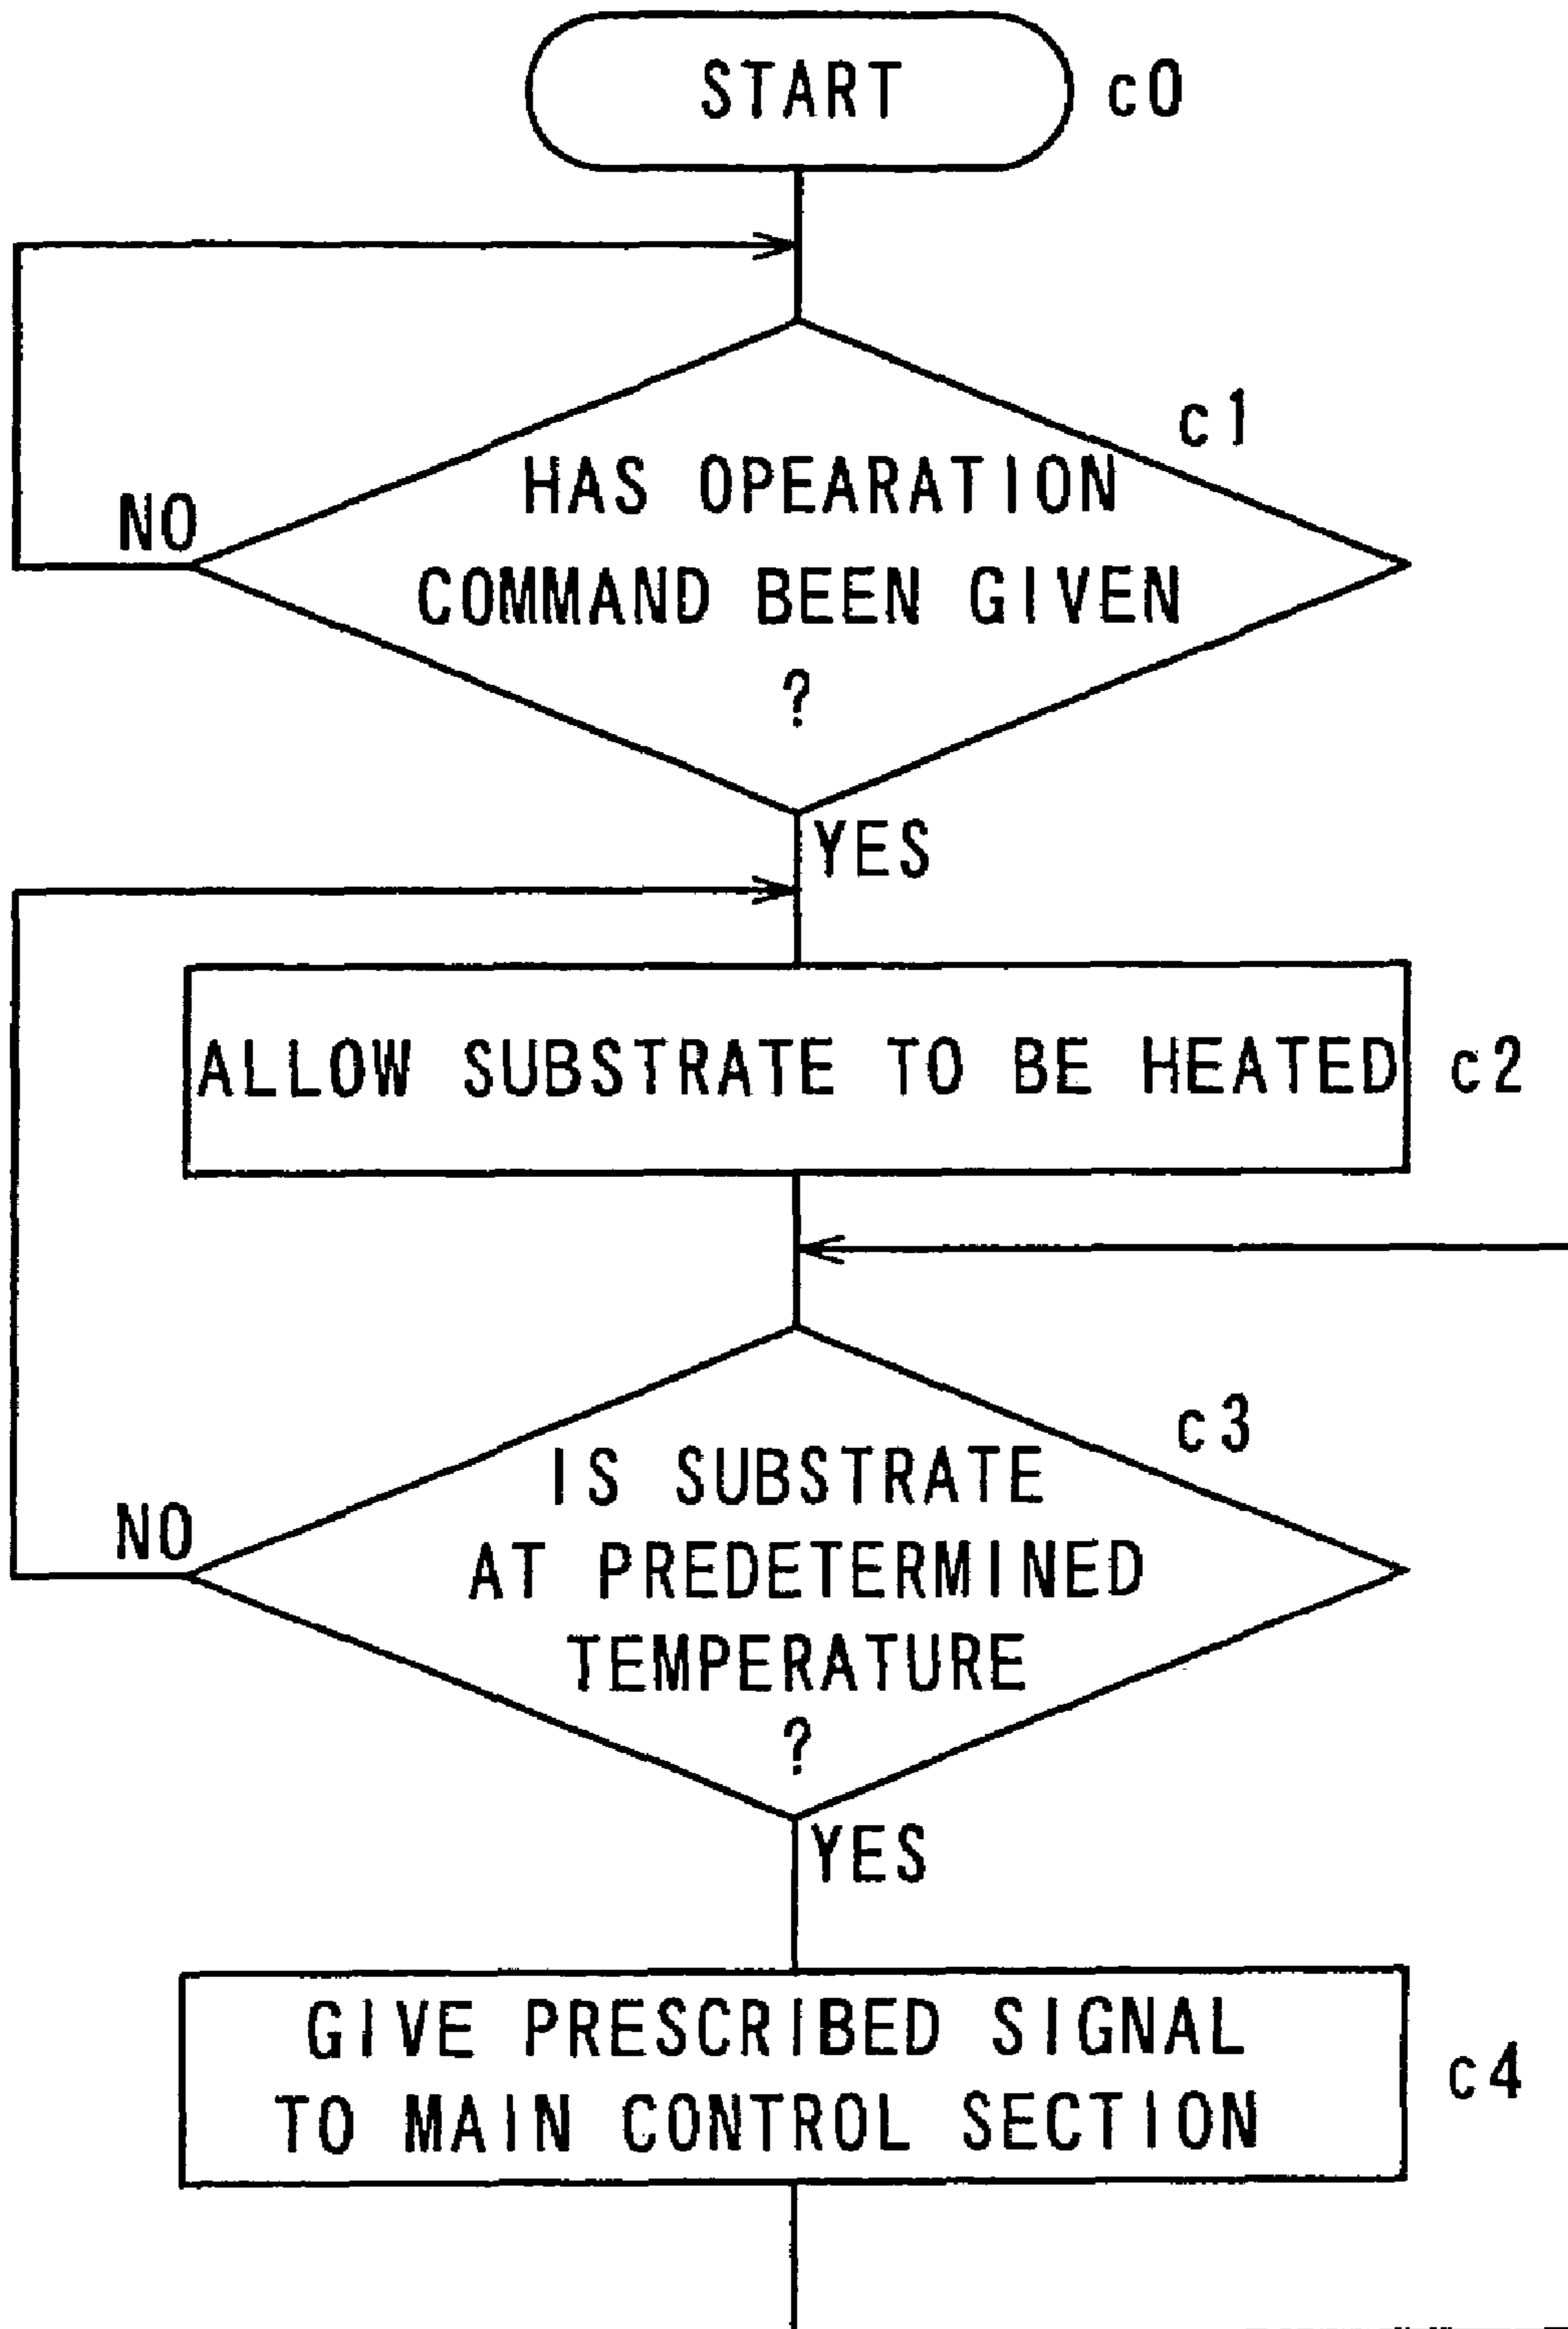 START
c0
c1
HAS OPEARATION
COMMAND BEEN GIVEN
?
NO
YES
ALLOW SUBSTRATE TO BE HEATED
c2
c3
IS SUBSTRATE
AT PREDETERMINED
TEMPERATURE
?
NO
YES
GIVE PRESCRIBED SIGNAL
TO MAIN CONTROL SECTION
c4